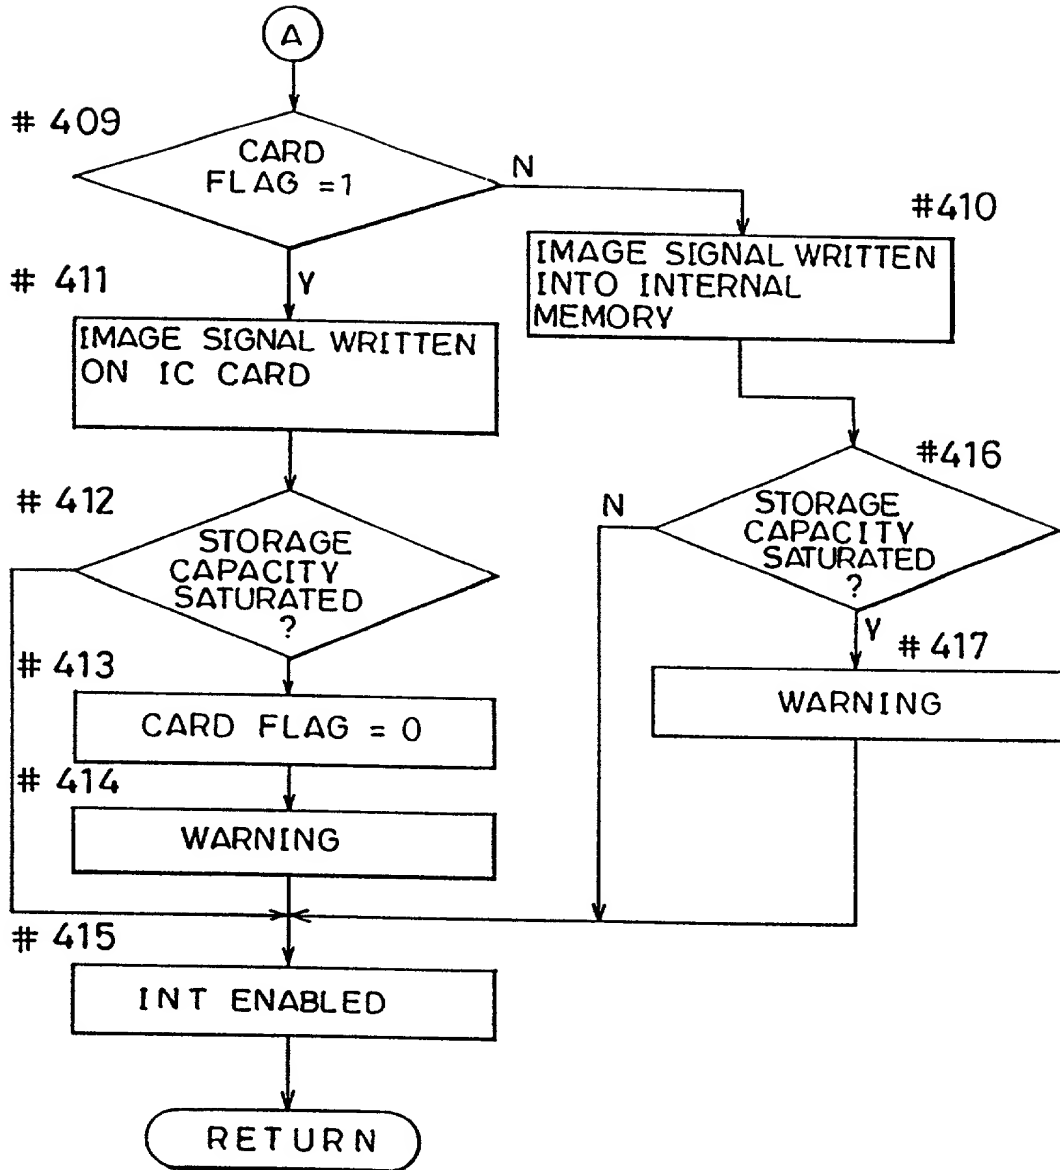 A
# 409
CARD
FLAG =1
N
#410
# 411
Y
IMAGE SIGNAL WRITTEN
INTO INTERNAL
MEMORY
IMAGE SIGNAL WRITTEN
ON IC CARD
#416
# 412
N
STORAGE
CAPACITY
SATURATED
?
STORAGE
CAPACITY
SATURATED
?
Y
# 417
# 413
WARNING
CARD FLAG = 0
# 414
WARNING
# 415
INT ENABLED
RETURN